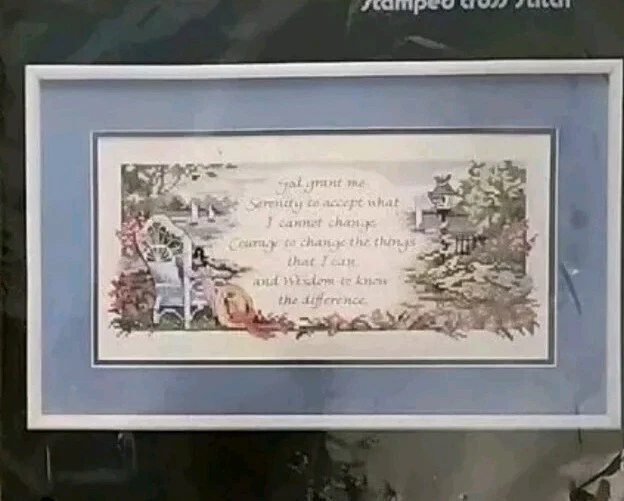 Stamped Cross Stitch
God grant me
Serenity to accept what
I cannot change,
Courage to change the things
that I can,
and Wisdom to know
the difference.